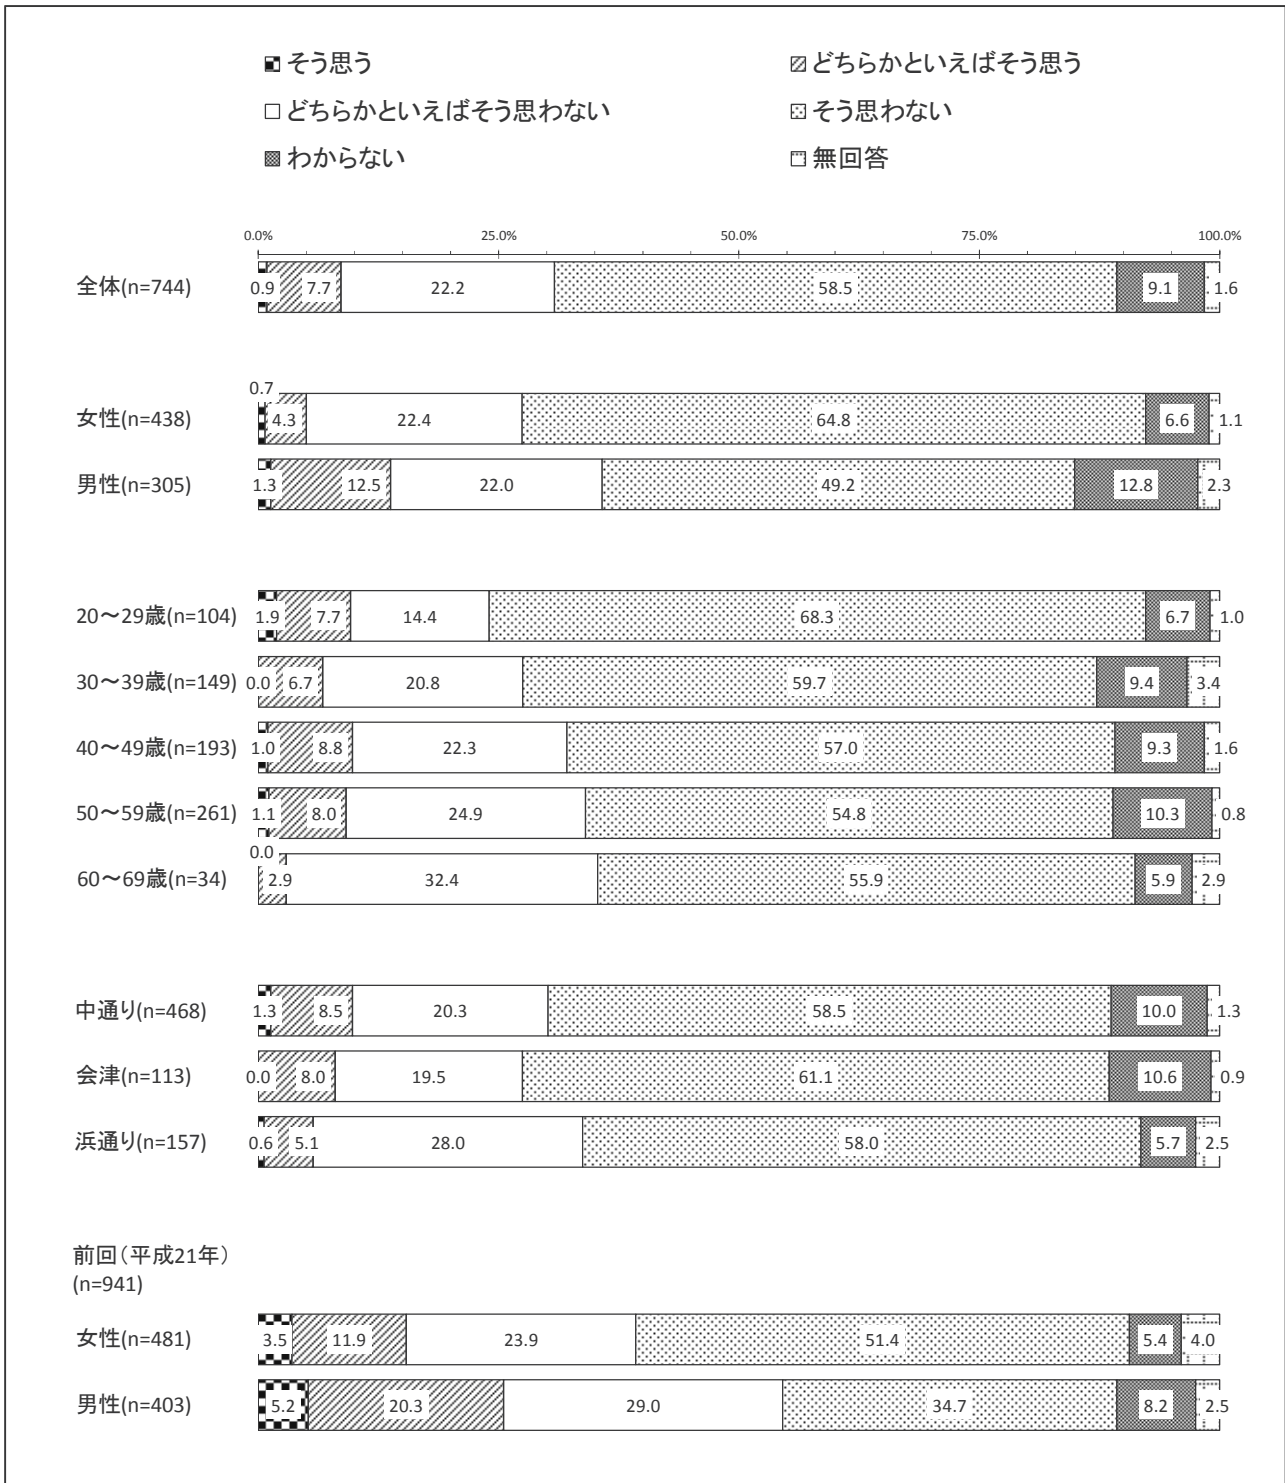 そう思う どちらかといえばそう思う
どちらかといえばそう思わない そう思わない
わからない 無回答
0.0% 25.0% 50.0% 75.0% 100.0%
全体(n=744) 0.9 7.7 22.2 58.5 9.1 1.6
女性(n=438) 0.7 4.3 22.4 64.8 6.6 1.1
男性(n=305) 1.3 12.5 22.0 49.2 12.8 2.3
20～29歳(n=104) 1.9 7.7 14.4 68.3 6.7 1.0
30～39歳(n=149) 0.0 6.7 20.8 59.7 9.4 3.4
40～49歳(n=193) 1.0 8.8 22.3 57.0 9.3 1.6
50～59歳(n=261) 1.1 8.0 24.9 54.8 10.3 0.8
60～69歳(n=34) 0.0 2.9 32.4 55.9 5.9 2.9
中通り(n=468) 1.3 8.5 20.3 58.5 10.0 1.3
会津(n=113) 0.0 8.0 19.5 61.1 10.6 0.9
浜通り(n=157) 0.6 5.1 28.0 58.0 5.7 2.5
前回（平成21年）
(n=941)
女性(n=481) 3.5 11.9 23.9 51.4 5.4 4.0
男性(n=403) 5.2 20.3 29.0 34.7 8.2 2.5